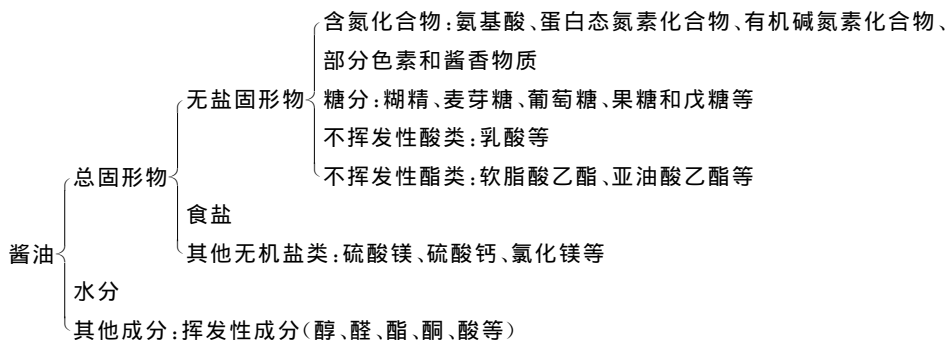 含氮化合物:氨基酸、蛋白态氮素化合物、有机碱氮素化合物、
部分色素和酱香物质
无盐固形物
糖分:糊精、麦芽糖、葡萄糖、果糖和戊糖等
不挥发性酸类:乳酸等
总固形物
不挥发性酯类:软脂酸乙酯、亚油酸乙酯等
食盐
酱油
其他无机盐类:硫酸镁、硫酸钙、氯化镁等
水分
其他成分:挥发性成分(醇、醛、酯、酮、酸等)